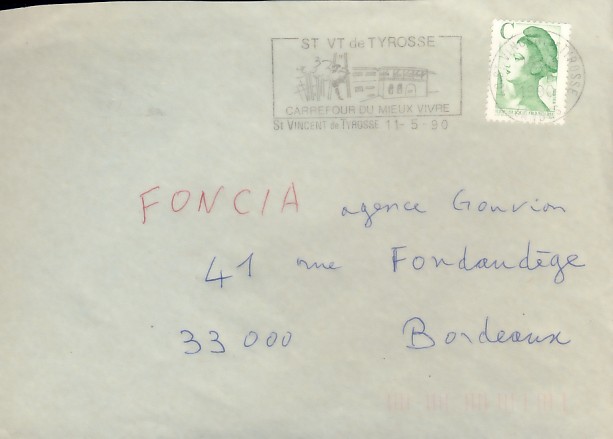 ST VT de TYROSSE
CARREFOUR DU MIEUX VIVRE
ST VINCENT de TYROSSE 11-5-90
C
FONCIA agence Gouvion
41 rue Fondaudège
33 000 Bordeaux